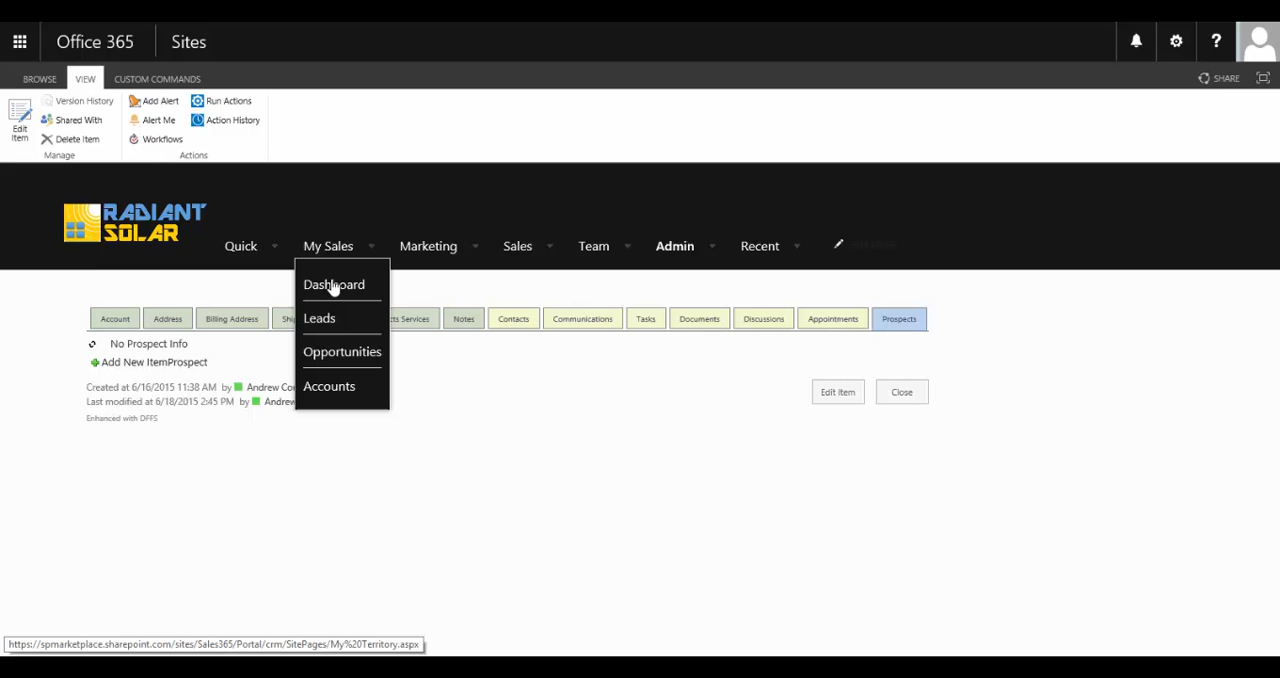 Office 365 Sites ?
BROWSE VIEW CUSTOM COMMANDS SHARE
Edit Item
Version History
Shared With
Delete Item
Manage
Add Alert
Alert Me
Workflows
Run Actions
Action History
Actions
RADIANT
SOLAR
Quick My Sales Marketing Sales Team Admin Recent
Dashboard
Leads
Opportunities
Accounts
Account Address Billing Address Services Notes Contacts Communications Tasks Documents Discussions Appointments Prospects
No Prospect Info
Add New ItemProspect
Created at 6/16/2015 11:38 AM by Andrew
Last modified at 6/18/2015 2:45 PM by Andrew
Edit Item Close
Enhanced with DFFS
https://spmarketplace.sharepoint.com/sites/Sales365/Portal/crm/SitePages/My%20Territory.aspx